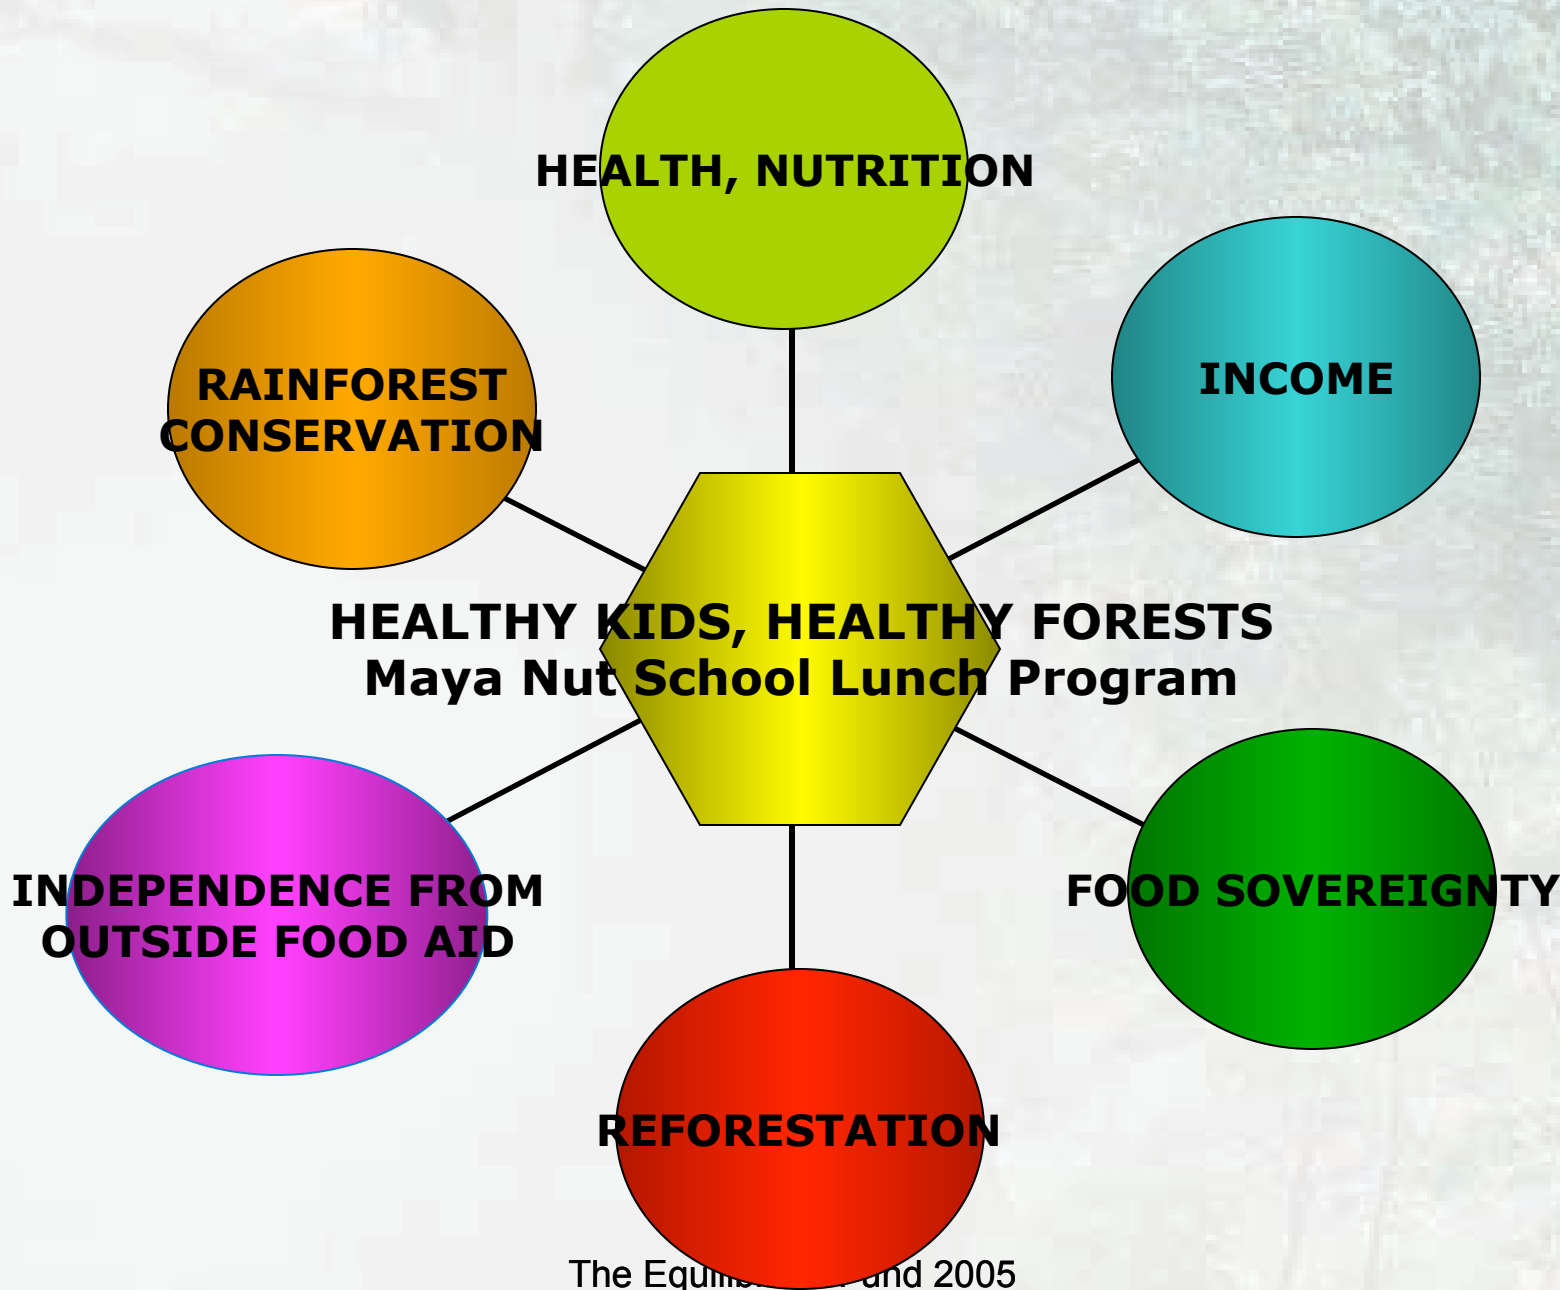 HEALTH, NUTRITION
INCOME
RAINFOREST
CONSERVATION
HEALTHY KIDS, HEALTHY FORESTS
Maya Nut School Lunch Program
INDEPENDENCE FROM
OUTSIDE FOOD AID
FOOD SOVEREIGNTY
REFORESTATION
The 2005